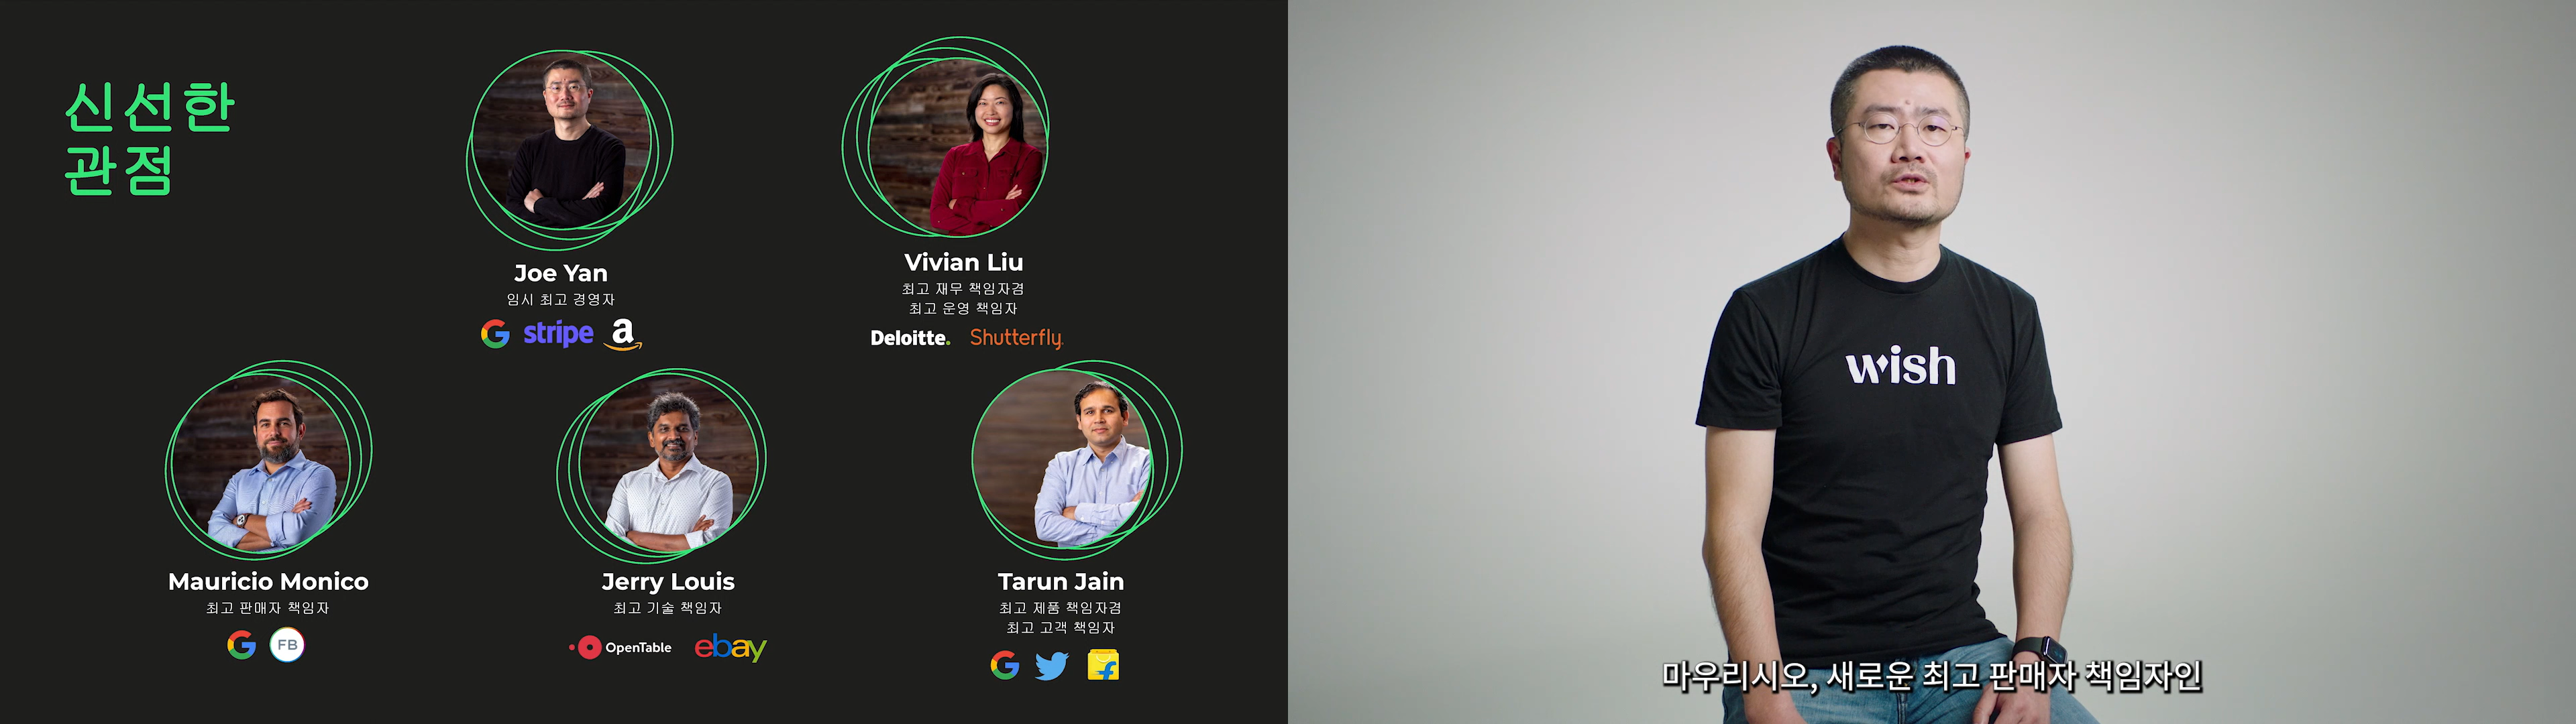 신선한
관점
Joe Yan
임시 최고 경영자
G stripe a
Vivian Liu
최고 재무 책임자겸
최고 운영 책임자
Deloitte. Shutterfly.
Mauricio Monico
최고 판매자 책임자
G FB
Jerry Louis
최고 기술 책임자
OpenTable ebay
Tarun Jain
최고 제품 책임자겸
최고 고객 책임자
G f
wish
마우리시오, 새로운 최고 판매자 책임자인